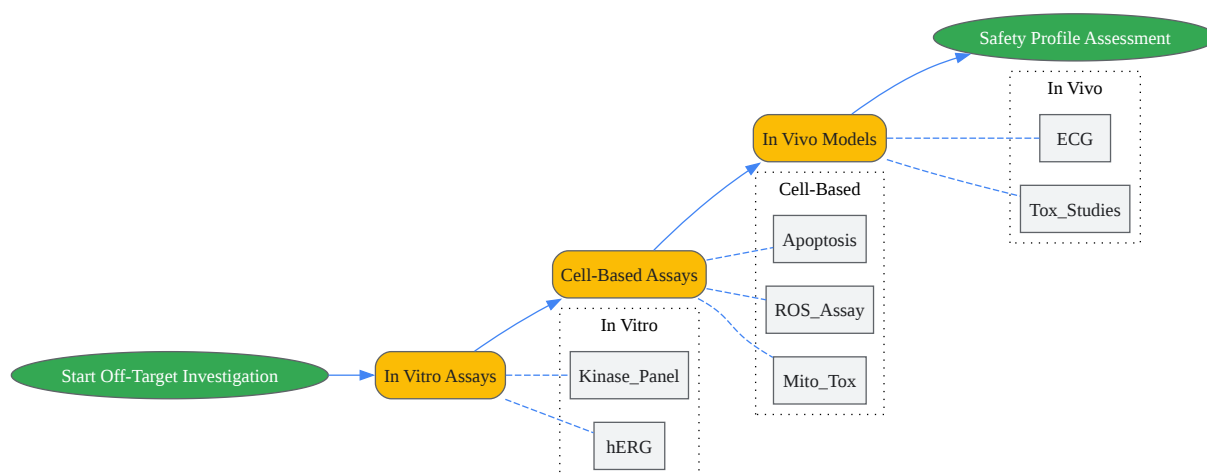 Safety Profile Assessment
In Vivo
In Vivo Models
ECG
Cell-Based
Tox_Studies
Apoptosis
Cell-Based Assays
ROS_Assay
In Vitro
Start Off-Target Investigation
In Vitro Assays
Kinase_Panel
Mito_Tox
hERG